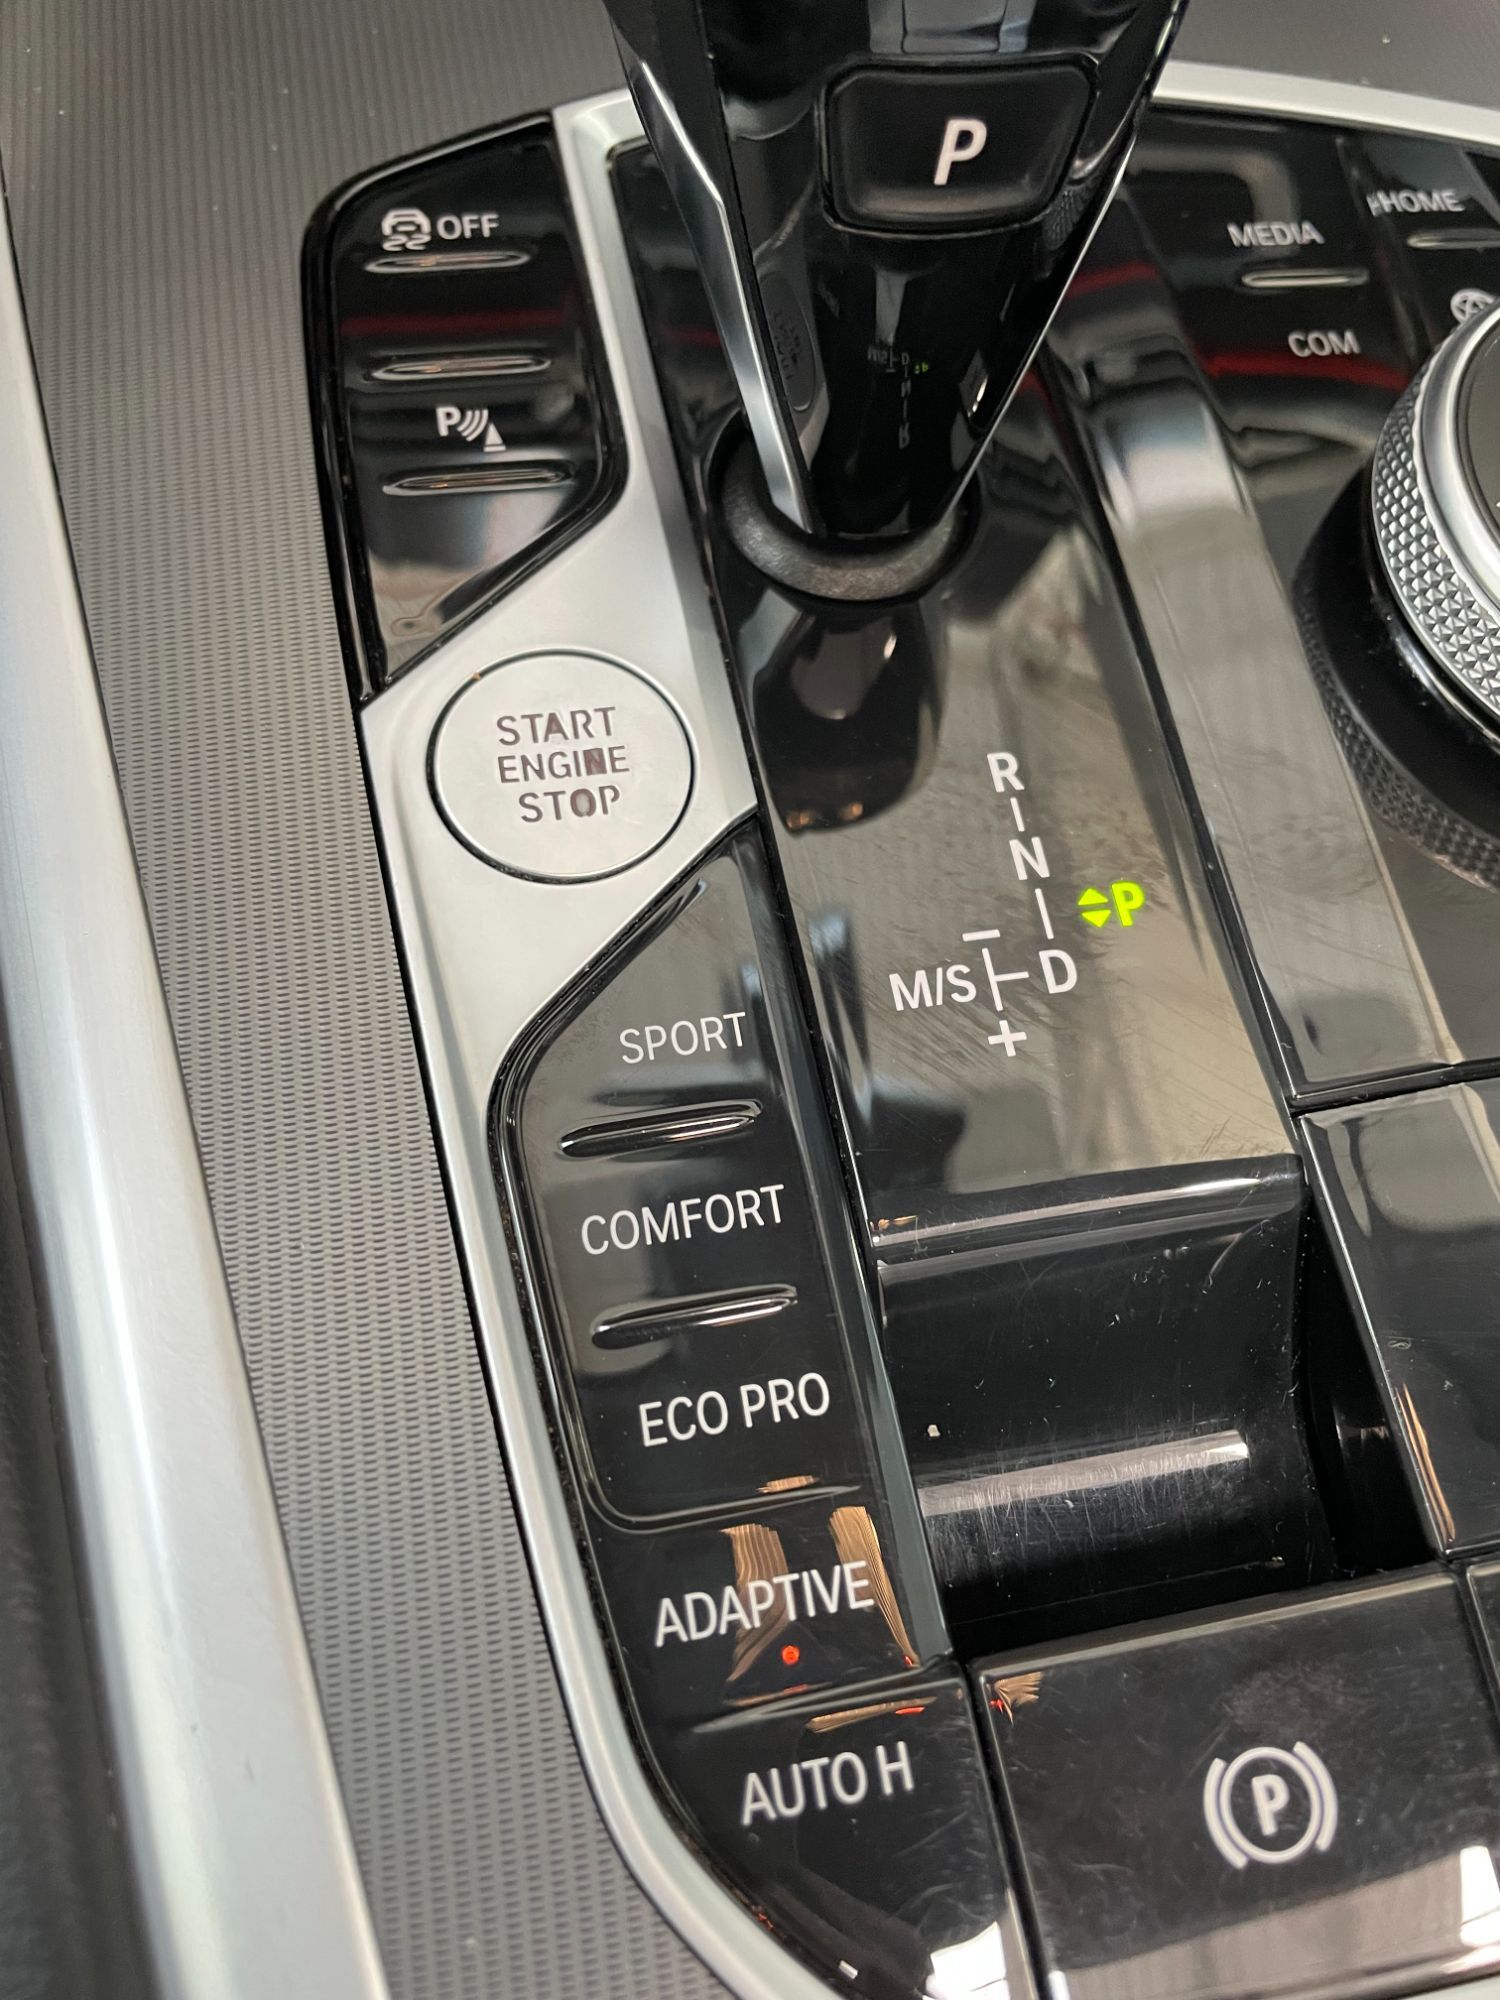 P
OFF
MEDIA
HOME
COM
P
START
ENGINE
STOP
R
N
P
M/S
D
SPORT
COMFORT
ECO PRO
ADAPTIVE
AUTO H
P